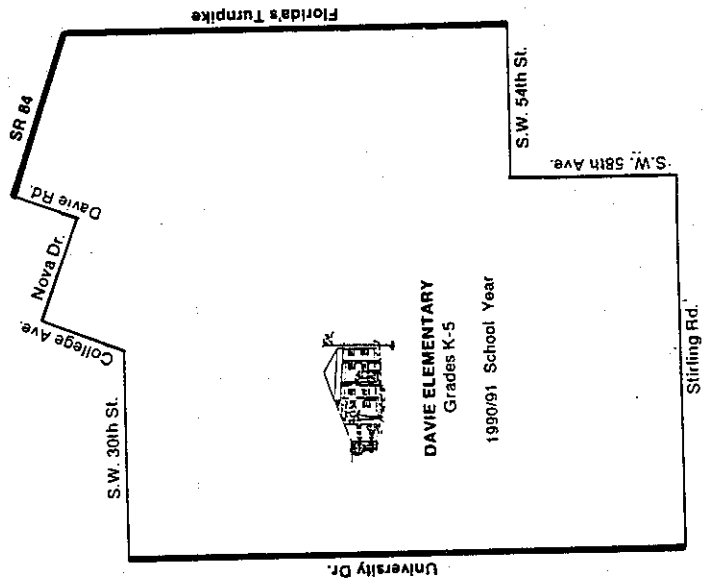 Florida's Turnpike
SR 84
Davie Rd.
Nova Dr.
College Ave.
S.W. 30th St.
S.W. 54th St.
S.W. 58th Ave.
DAVIE ELEMENTARY
Grades K-5
1990/91 School Year
University Dr.
Stirling Rd.